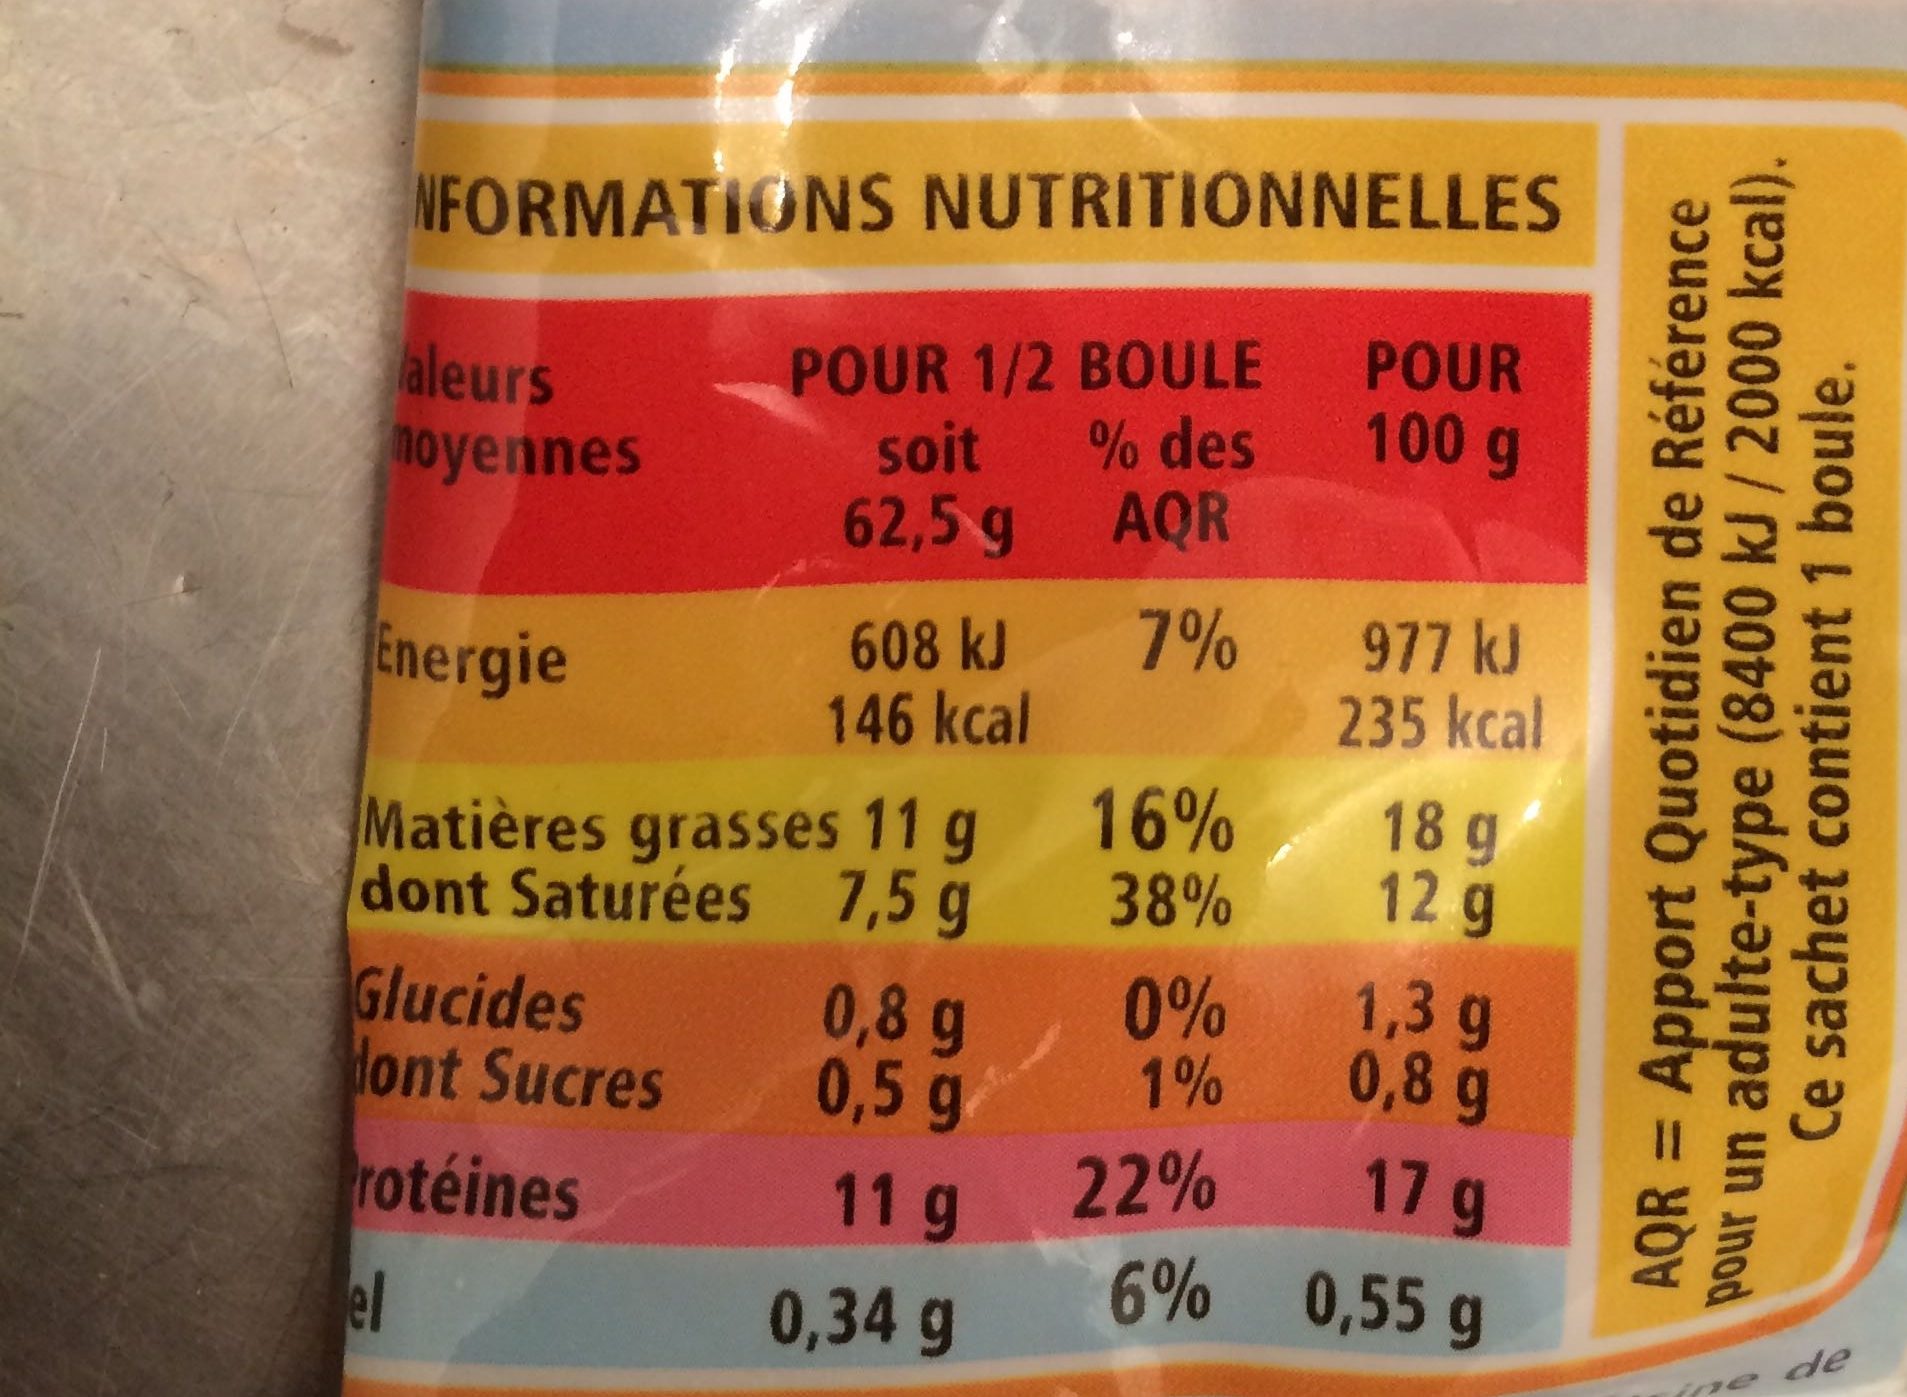 NFORMATIONS NUTRITIONNELLES
aleurs POUR 1/2 BOULE POUR
moyennes soit % des 100 g
62,5 g AQR
Energie 608 kJ 7% 977 kJ
146 kcal 235 kcal
Matières grasses 11 g 16% 18 g
dont Saturées 7,5 g 38% 12 g
Glucides 0,8 g 0% 1,3 g
dont Sucres 0,5 g 1% 0,8 g
rotéines 11 g 22% 17 g
el 0,34 g 6% 0,55 g
AQR = Apport Quotidien de Référence
pour un adulte-type (8400 kJ / 2000 kcal).
Ce sachet contient 1 boule.
de